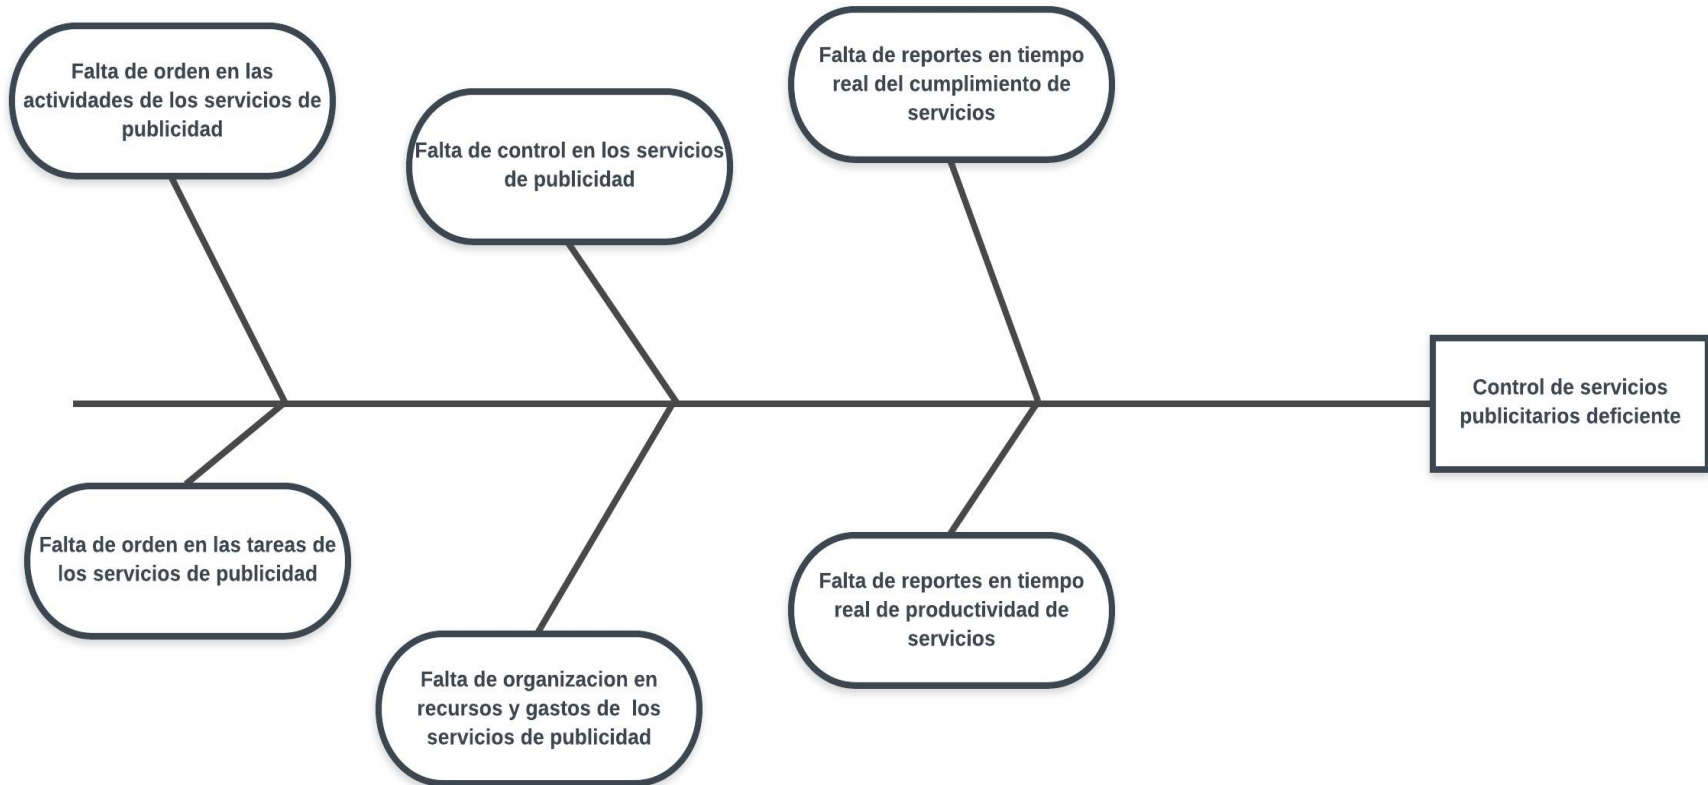 Falta de orden en las
actividades de los servicios de
publicidad
Falta de control en los servicios
de publicidad
Falta de reportes en tiempo
real del cumplimiento de
servicios
Control de servicios
publicitarios deficiente
Falta de orden en las tareas de
los servicios de publicidad
Falta de organizacion en
recursos y gastos de  los
servicios de publicidad
Falta de reportes en tiempo
real de productividad de
servicios